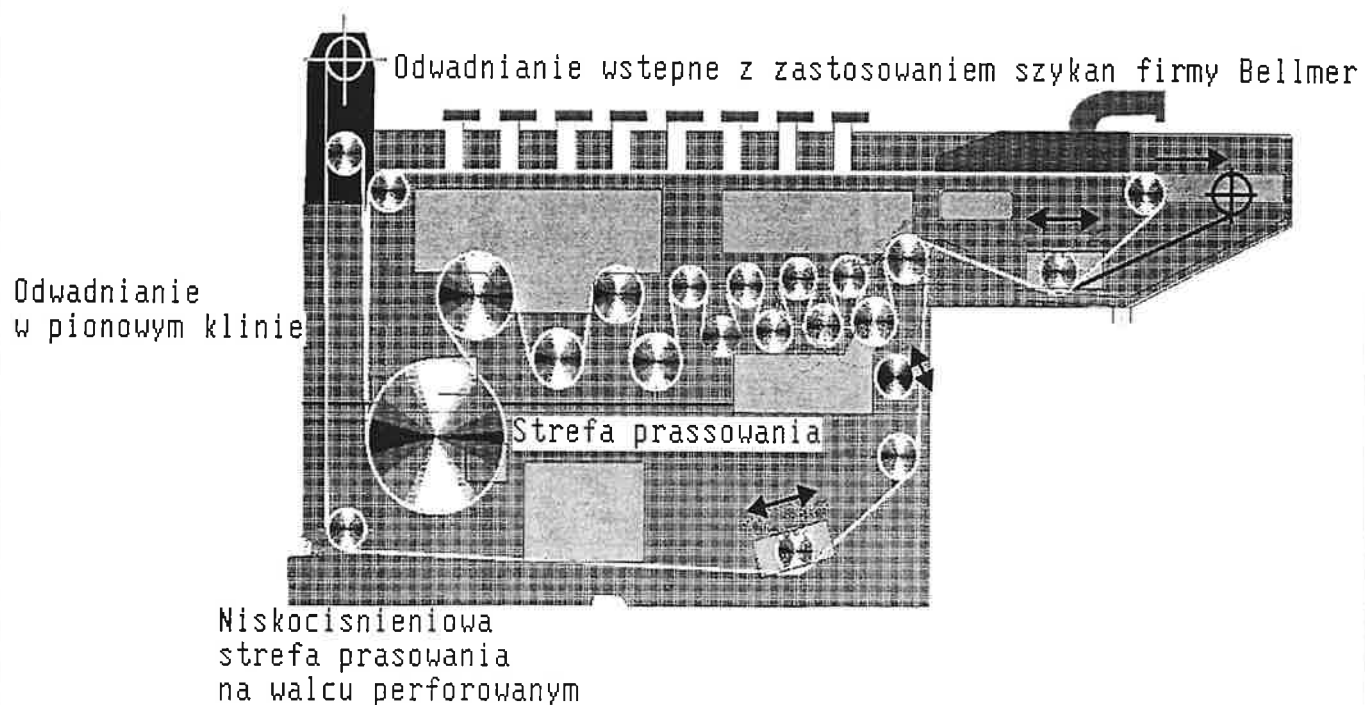 Odwadnianie wstepne z zastosowaniem szykan firmy Bellmer
Odwadnianie
w pionowym klinie
Strefa prassowania
Niskocisnieniowa
strefa prasowania
na walcu perforowanym